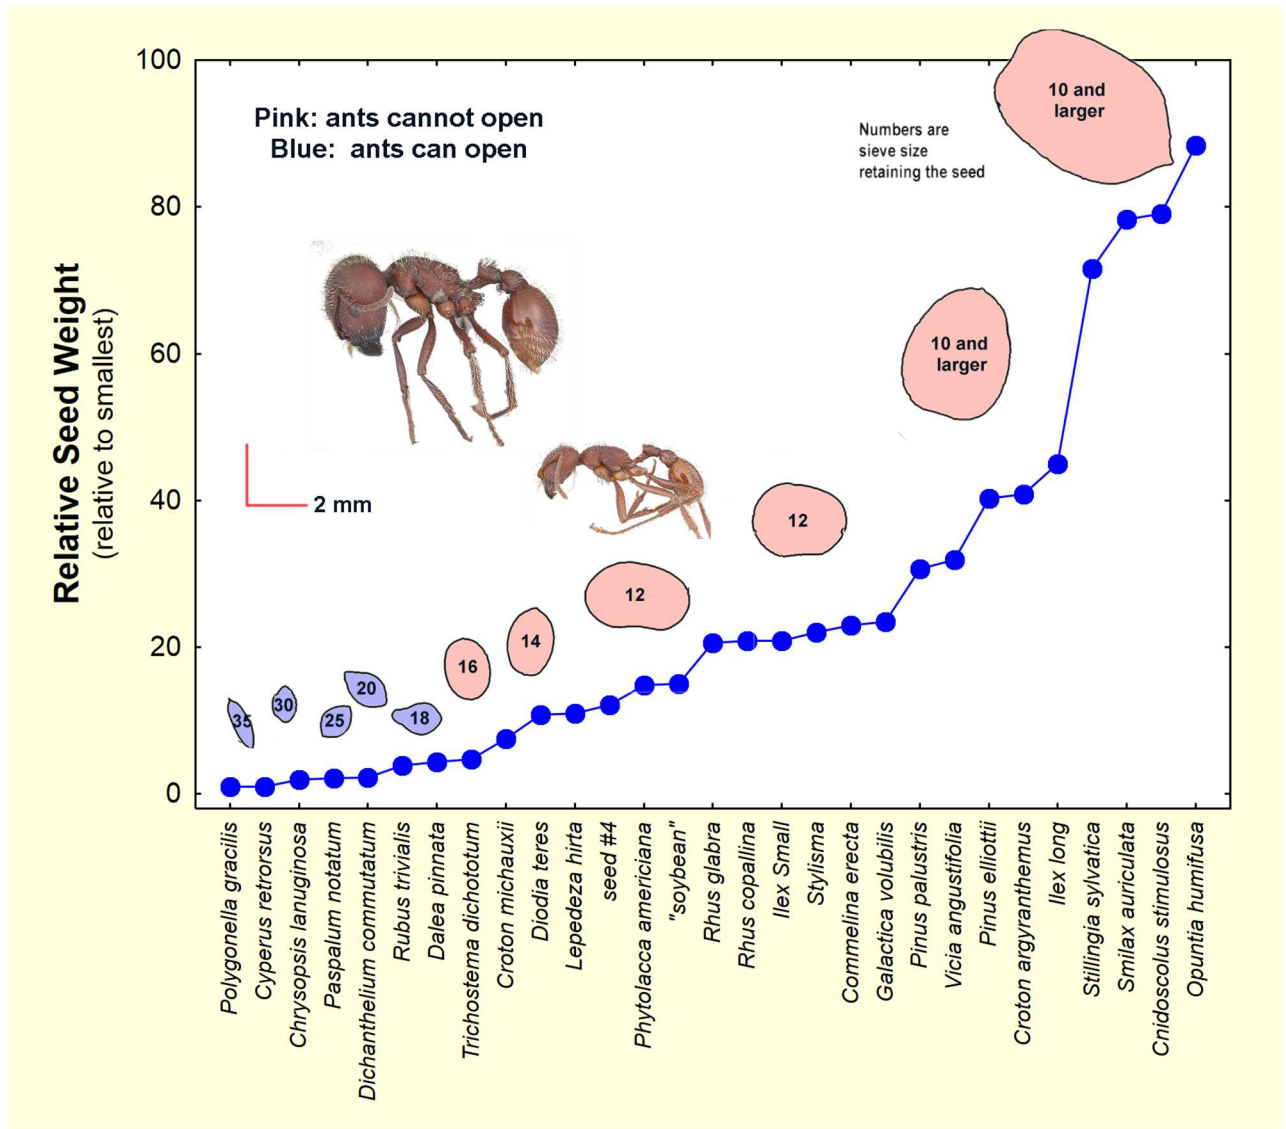 100
80
60
40
20
0
Relative Seed Weight
(relative to smallest)
Pink: ants cannot open
Blue: ants can open
Numbers are
sieve size
retaining the seed
10 and
larger
10 and
larger
2 mm
12
12
14
16
18
20
25
30
35
Polygonella gracilis
Cyperus retrorsus
Chrysopsis lanuginosa
Paspalum notatum
Dichanthelium commutatum
Rubus trivialis
Dalea pinnata
Trichostema dichototum
Croton michauxii
Diodia teres
Lepedeza hirta
seed #4
Phytolacca americiana
"soybean"
Rhus glabra
Rhus copallina
Ilex Small
Stylisma
Commelina erecta
Galactica volubilis
Pinus palustris
Vicia angustifolia
Pinus elliottii
Croton argyranthemus
Ilex long
Stillingia sylvatica
Smilax auriculata
Cnidoscolus stimulosus
Opuntia humifusa